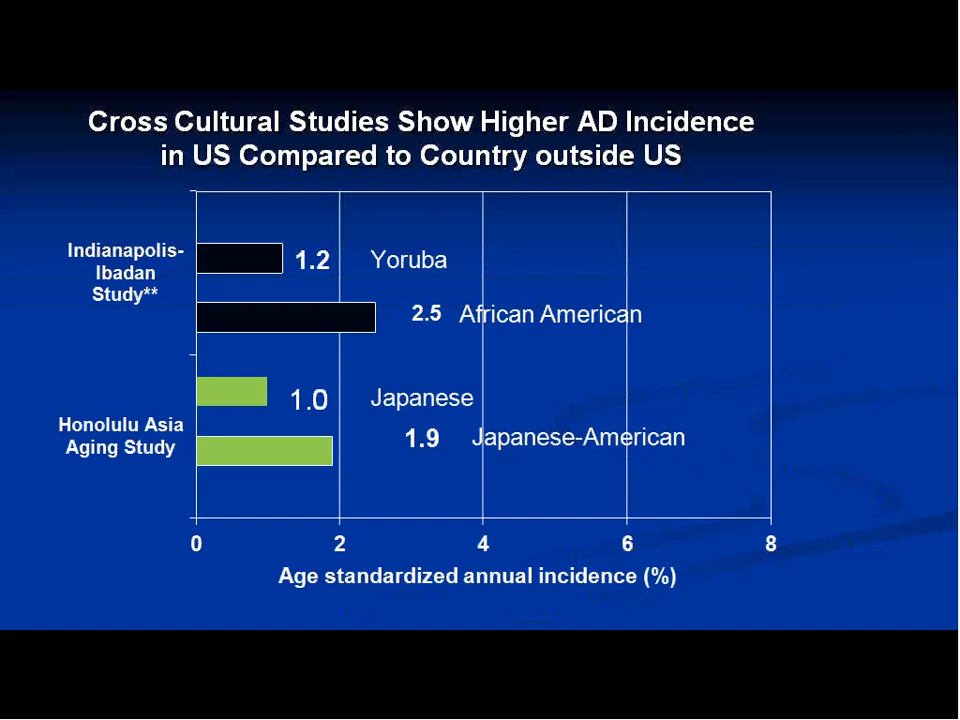 Cross Cultural Studies Show Higher AD Incidence
in US Compared to Country outside US
Indianapolis-
Ibadan
Study**
1.2 Yoruba
2.5 African American
Honolulu Asia
Aging Study
1.0 Japanese
1.9 Japanese-American
0 2 4 6 8
Age standardized annual incidence (%)